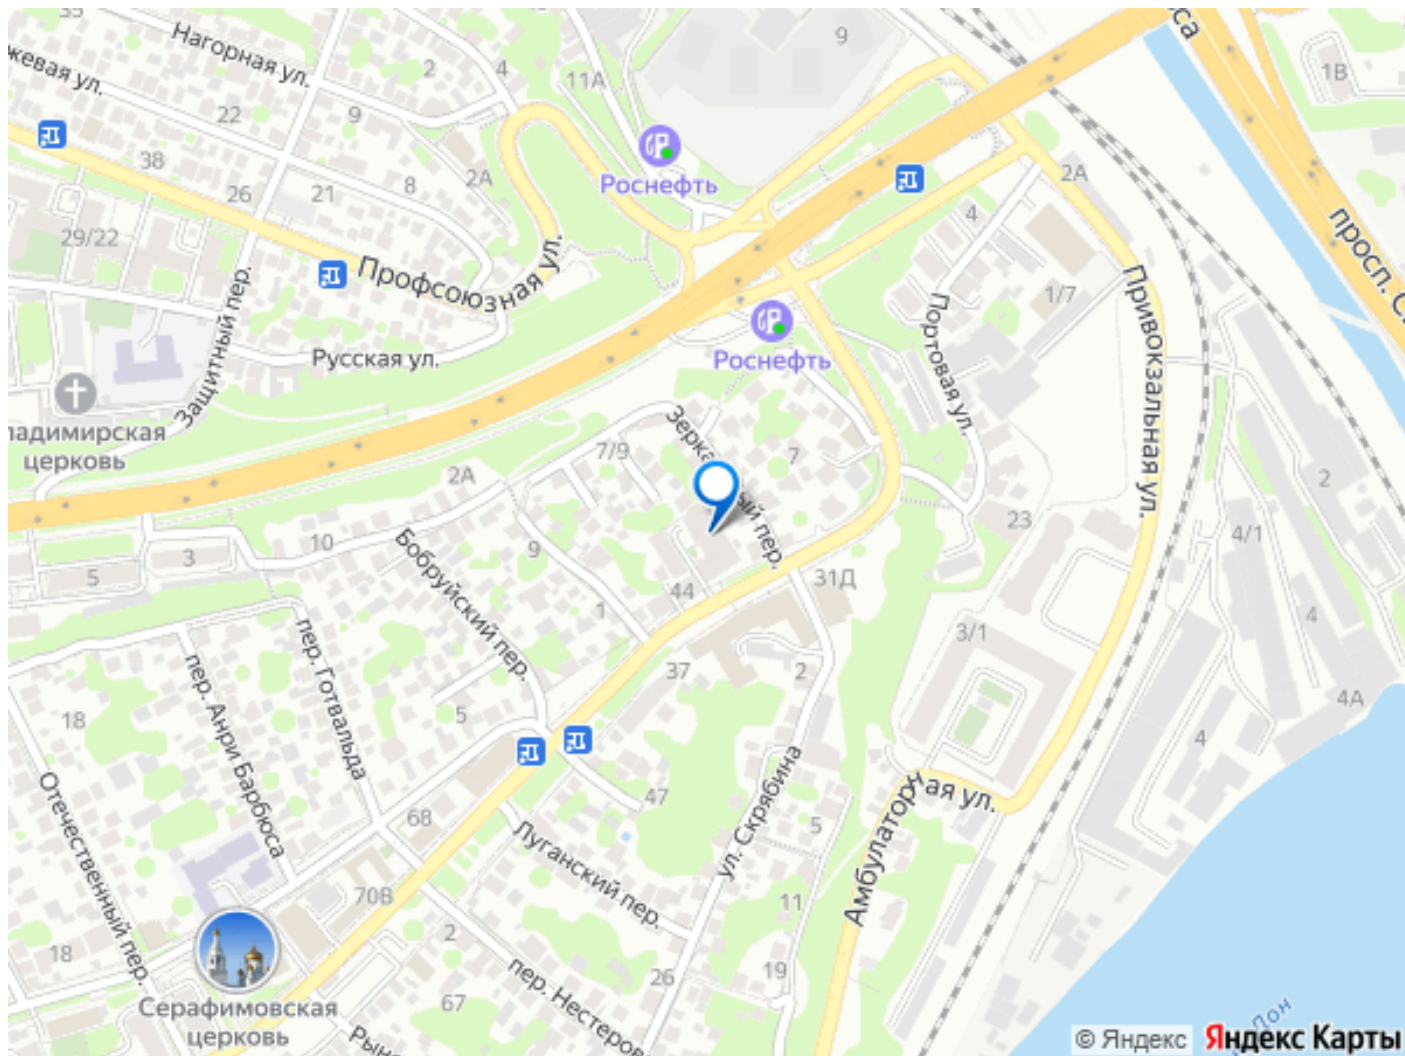 35
Нагорная ул.
жевая ул.
2
4
11А
9
1В
22
9
38
26
21
8
2А
Роснефть
2А
4
29/22
Профсоюзная ул.
просп. С
Привокзальная ул.
1/7
Портовая ул.
Защитный пер.
Русская ул.
Роснефть
ладимирская
церковь
2А
7/9
7
2
10
9
23
4/1
3
5
Бобруйский пер.
44
31Д
1
3/1
4
37
2
4А
пер. Готвальда
пер. Анри Барбюса
18
5
4
Отечественный пер.
47
ул. Скрябина
Амбулаторная ул.
68
5
Луганский пер.
70В
11
18
2
26
19
пер. Нестеров
67
Серафимовская
церковь
Рын
Дон
© Яндекс
Яндекс Карты